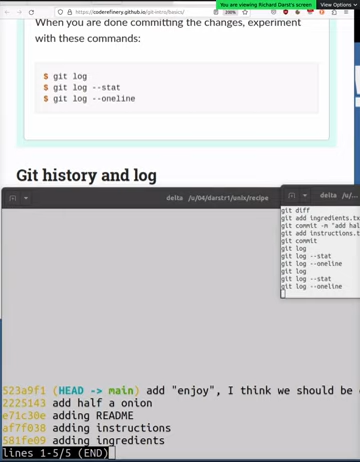 You are viewing Richard Darst's screen
View Options
https://coderefinery.github.io/git-intro/basics/
When you are done committing the changes, experiment
with these commands:
$ git log
$ git log --stat
$ git log --oneline
Git history and log
delta /u/04/darstr1/unix/recipe
delta /u/...
git diff
git add ingredients.tx
git commit -m "add hal
git add instructions.t
git commit
git log
git log --stat
git log --oneline
git log
git log --stat
git log --oneline
523a9f1 (HEAD -> main) add "enjoy", I think we should be
2225143 add half a onion
e71c30e adding README
af7f038 adding instructions
581fe09 adding ingredients
lines 1-5/5 (END)